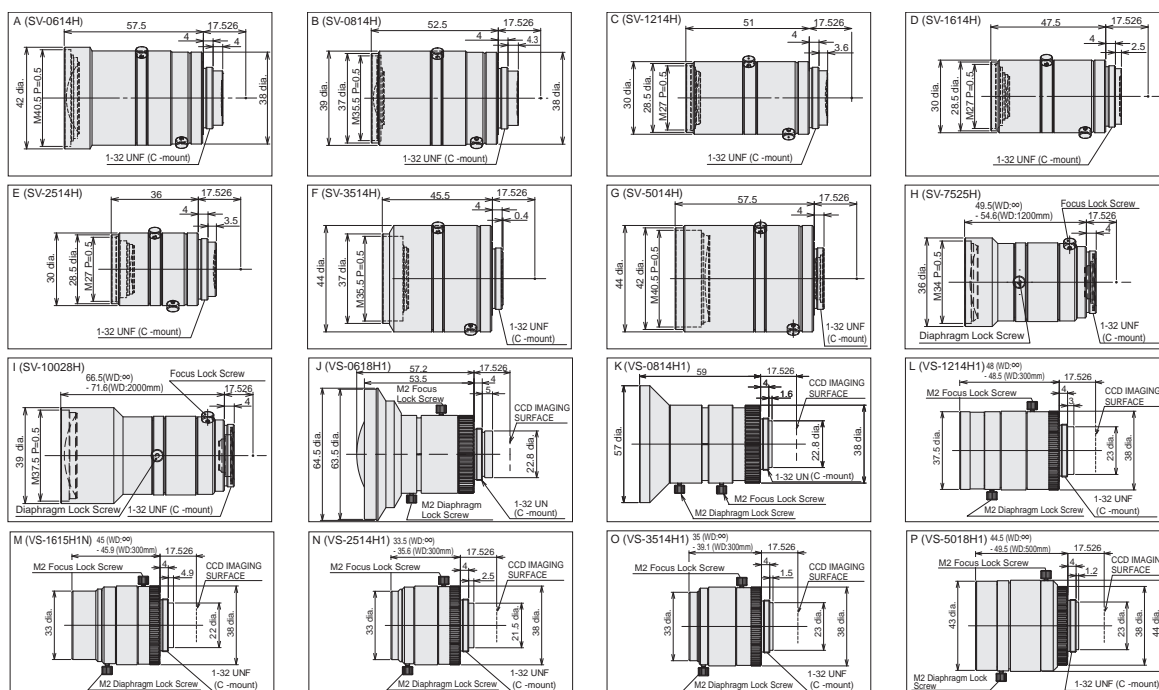 A (SV-0614H)
57.5
17.526
4
4
42 dia.
M40.5 P=0.5
38 dia.
1-32 UNF (C -mount)
B (SV-0814H)
52.5
17.526
4
4.3
39 dia.
37 dia.
M35.5 P=0.5
38 dia.
1-32 UNF (C -mount)
C (SV-1214H)
51
17.526
4
3.6
30 dia.
28.5 dia.
M27 P=0.5
1-32 UNF (C -mount)
D (SV-1614H)
47.5
17.526
4
2.5
30 dia.
28.5 dia.
M27 P=0.5
1-32 UNF (C -mount)
E (SV-2514H)
36
17.526
4
3.5
30 dia.
28.5 dia.
M27 P=0.5
1-32 UNF (C -mount)
F (SV-3514H)
45.5
17.526
4
0.4
44 dia.
37 dia.
M35.5 P=0.5
1-32 UNF
(C -mount)
G (SV-5014H)
57.5
17.526
4
44 dia.
42 dia.
M40.5 P=0.5
1-32 UNF
(C -mount)
H (SV-7525H)
49.5(WD:∞)
- 54.6(WD:1200mm)
Focus Lock Screw
17.526
4
36 dia.
M34 P=0.5
Diaphragm Lock Screw
1-32 UNF
(C -mount)
I (SV-10028H)
66.5(WD:∞)
- 71.6(WD:2000mm)
Focus Lock Screw
17.526
4
39 dia.
M37.5 P=0.5
Diaphragm Lock Screw
1-32 UNF (C -mount)
J (VS-0618H1)
57.2
17.526
53.5
4
5
M2 Focus
Lock Screw
CCD IMAGING
SURFACE
64.5 dia.
63.5 dia.
22.8 dia.
M2 Diaphragm
Lock Screw
1-32 UN
(C -mount)
K (VS-0814H1)
59
17.526
4
1.6
CCD IMAGING
SURFACE
57 dia.
22.8 dia.
38 dia.
1-32 UN(C -mount)
M2 Focus Lock Screw
M2 Diaphragm Lock Screw
L (VS-1214H1)
48 (WD:∞)
- 48.5 (WD:300mm)
17.526
M2 Focus Lock Screw
4
3
CCD IMAGING
SURFACE
37.5 dia.
23 dia.
38 dia.
M2 Diaphragm Lock Screw
1-32 UNF
(C -mount)
M (VS-1615H1N)
45 (WD:∞)
- 45.9 (WD:300mm)
17.526
M2 Focus Lock Screw
4
4.9
CCD IMAGING
SURFACE
33 dia.
22 dia.
38 dia.
M2 Diaphragm Lock Screw
1-32 UNF
(C -mount)
N (VS-2514H1)
33.5 (WD:∞)
- 35.6 (WD:300mm)
17.526
M2 Focus Lock Screw
4
2.5
CCD IMAGING
SURFACE
33 dia.
21.5 dia.
38 dia.
M2 Diaphragm Lock Screw
1-32 UNF
(C -mount)
O (VS-3514H1)
35 (WD:∞)
- 39.1 (WD:300mm)
17.526
M2 Focus Lock Screw
4
1.5
CCD IMAGING
SURFACE
33 dia.
23 dia.
38 dia.
M2 Diaphragm Lock Screw
1-32 UNF
(C -mount)
P (VS-5018H1)
44.5 (WD:∞)
- 49.5 (WD:500mm)
17.526
M2 Focus Lock Screw
4
1.2
CCD IMAGING
SURFACE
43 dia.
23 dia.
38 dia.
44 dia.
M2 Diaphragm Lock
Screw
1-32 UNF (C -mount)